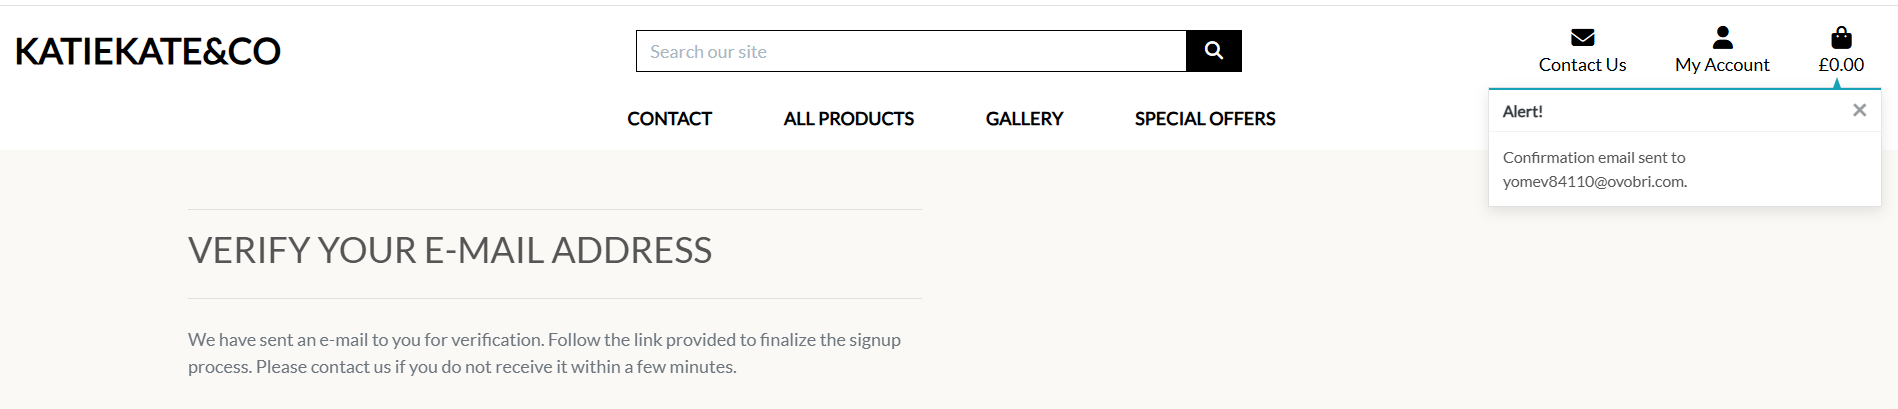 KATIEKATE&CO
Search our site
Contact Us
My Account
£0.00
CONTACT
ALL PRODUCTS
GALLERY
SPECIAL OFFERS
Alert!
Confirmation email sent to
yomev84110@ovobri.com.
VERIFY YOUR E-MAIL ADDRESS
We have sent an e-mail to you for verification. Follow the link provided to finalize the signup
process. Please contact us if you do not receive it within a few minutes.